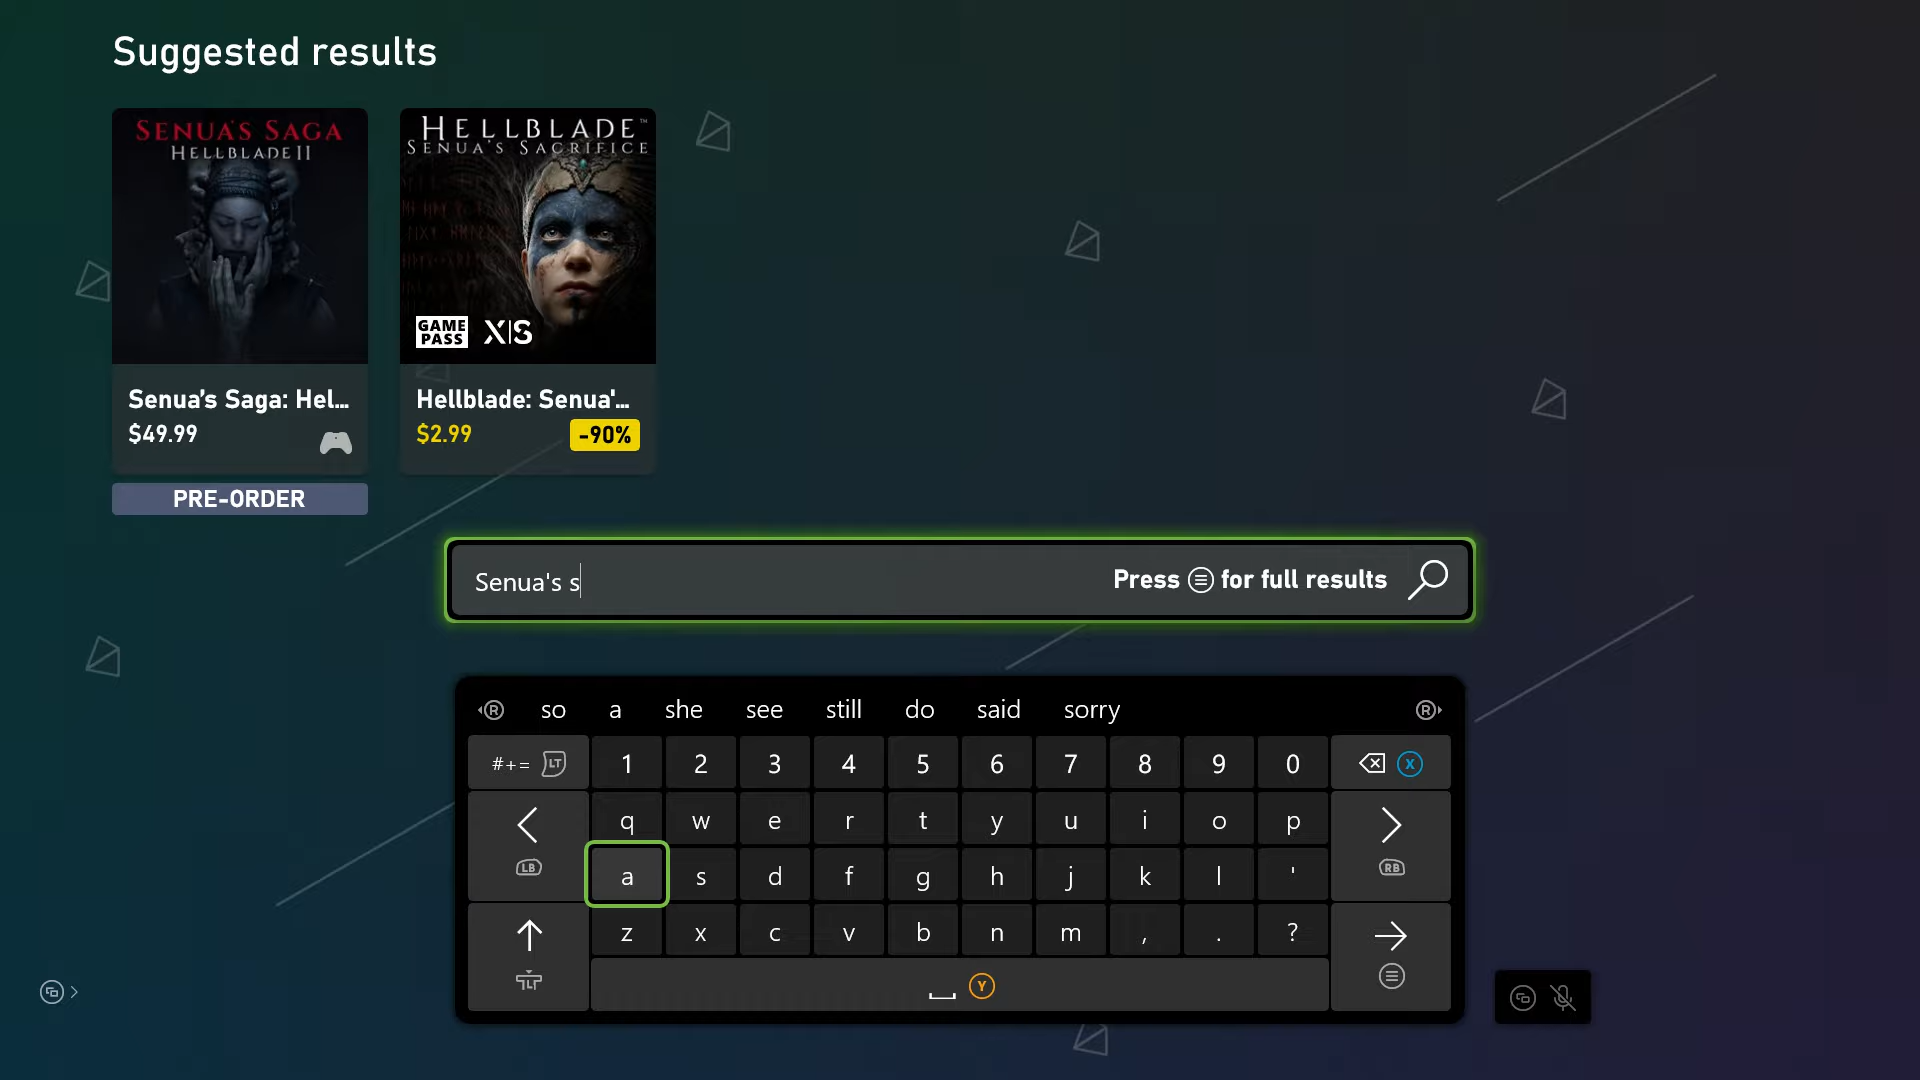 Suggested results
SENUA'S SAGA
HELLBLADE II
HELLBLADE™
SENUA'S SACRIFICE
GAME PASS X|S
Senua’s Saga: Hel...
$49.99
Hellblade: Senua'...
$2.99 -90%
PRE-ORDER
Senua's s Press for full results
R so a she see still do said sorry R
#+= LT 1 2 3 4 5 6 7 8 9 0 X
q w e r t y u i o p
LB RB
a s d f g h j k l '
z x c v b n m , . ?
LT Y